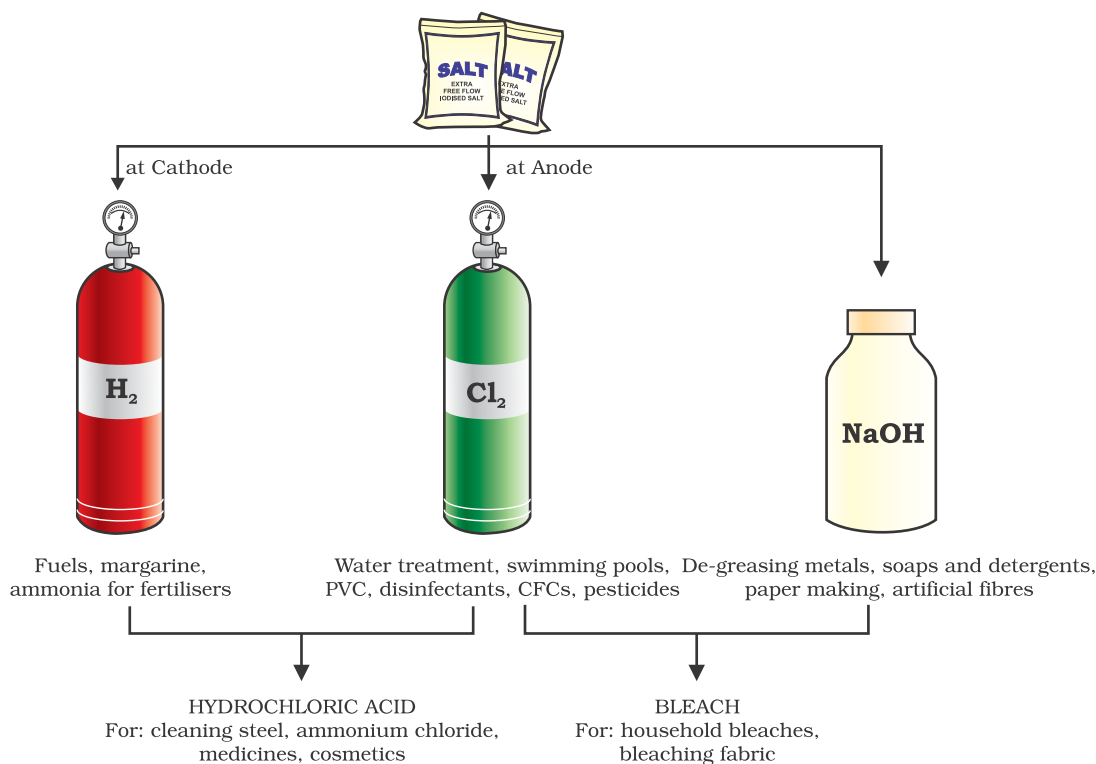 SALT
EXTRA
FREE FLOW
IODISED SALT
ALT
EXTRA
E FLOW
ED SALT
at Cathode
at Anode
H₂
Cl₂
NaOH
Fuels, margarine,
ammonia for fertilisers
Water treatment, swimming pools,
PVC, disinfectants, CFCs, pesticides
De-greasing metals, soaps and detergents,
paper making, artificial fibres
HYDROCHLORIC ACID
For: cleaning steel, ammonium chloride,
medicines, cosmetics
BLEACH
For: household bleaches,
bleaching fabric